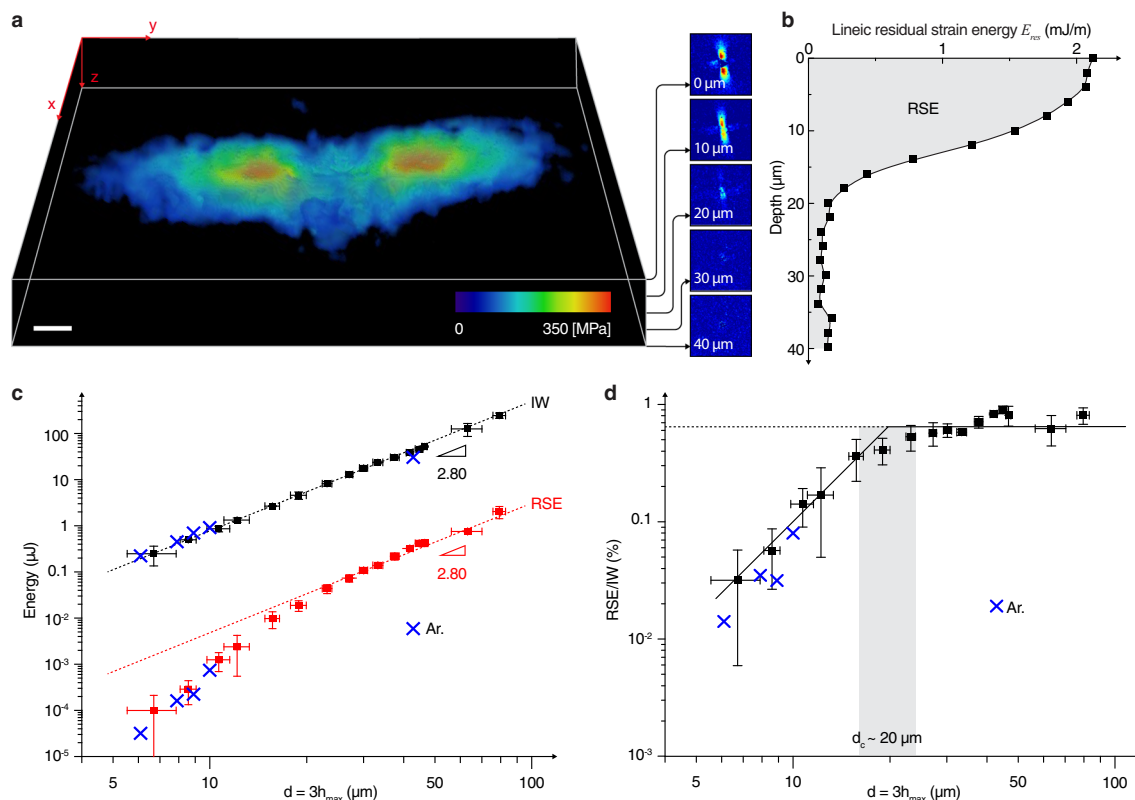 a
y
z
x
0
350 [MPa]
0 µm
10 µm
20 µm
30 µm
40 µm
b
Lineic residual strain energy E_res (mJ/m)
0 1 2
0
10
20
30
40
Depth (µm)
RSE
c
IW
2.80
RSE
2.80
Ar.
100
10
1
0.1
10⁻²
10⁻³
10⁻⁴
10⁻⁵
Energy (µJ)
5 10 50 100
d = 3h_max (µm)
d
1
0.1
10⁻²
10⁻³
RSE/IW (%)
Ar.
d_c ~ 20 µm
5 10 50 100
d = 3h_max (µm)